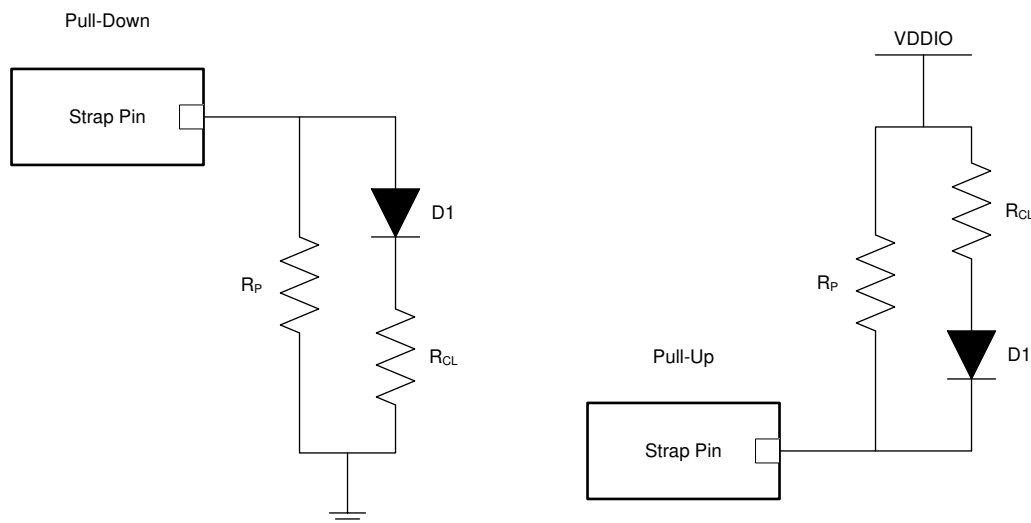 Pull-Down
Strap Pin
D1
RP
RCL
VDDIO
RCL
RP
D1
Pull-Up
Strap Pin